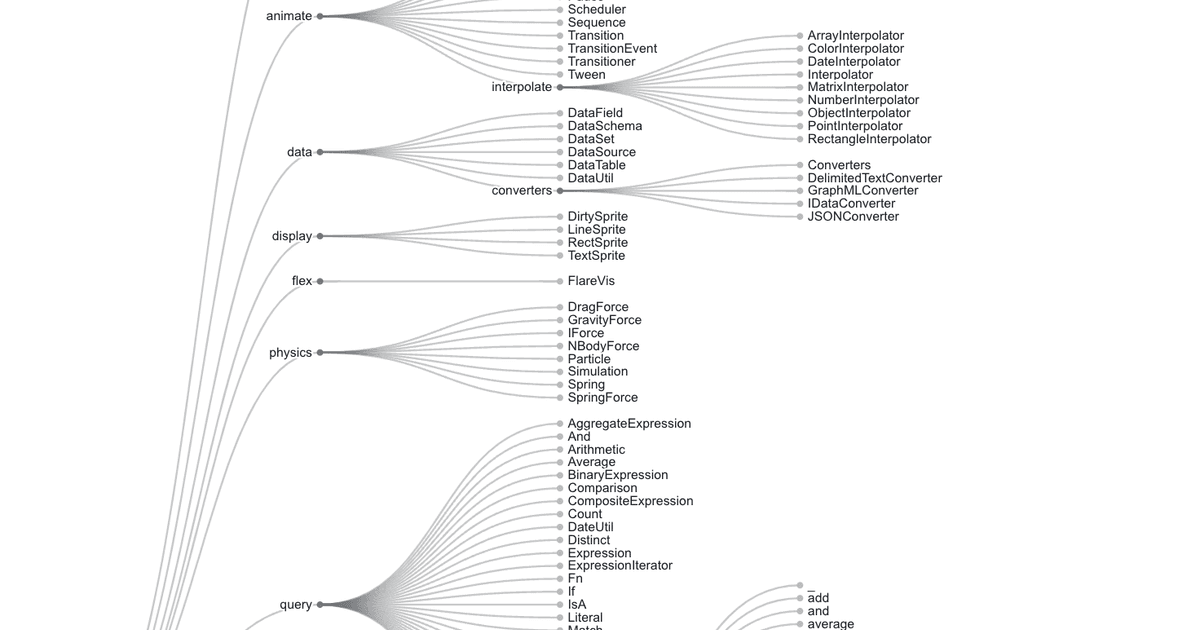 animate
Scheduler
Sequence
Transition
TransitionEvent
Transitioner
Tween
interpolate
ArrayInterpolator
ColorInterpolator
DateInterpolator
Interpolator
MatrixInterpolator
NumberInterpolator
ObjectInterpolator
PointInterpolator
RectangleInterpolator
data
DataField
DataSchema
DataSet
DataSource
DataTable
DataUtil
converters
Converters
DelimitedTextConverter
GraphMLConverter
IDataConverter
JSONConverter
display
DirtySprite
LineSprite
RectSprite
TextSprite
flex
FlareVis
physics
DragForce
GravityForce
IForce
NBodyForce
Particle
Simulation
Spring
SpringForce
query
AggregateExpression
And
Arithmetic
Average
BinaryExpression
Comparison
CompositeExpression
Count
DateUtil
Distinct
Expression
ExpressionIterator
Fn
If
IsA
Literal
_
add
and
average